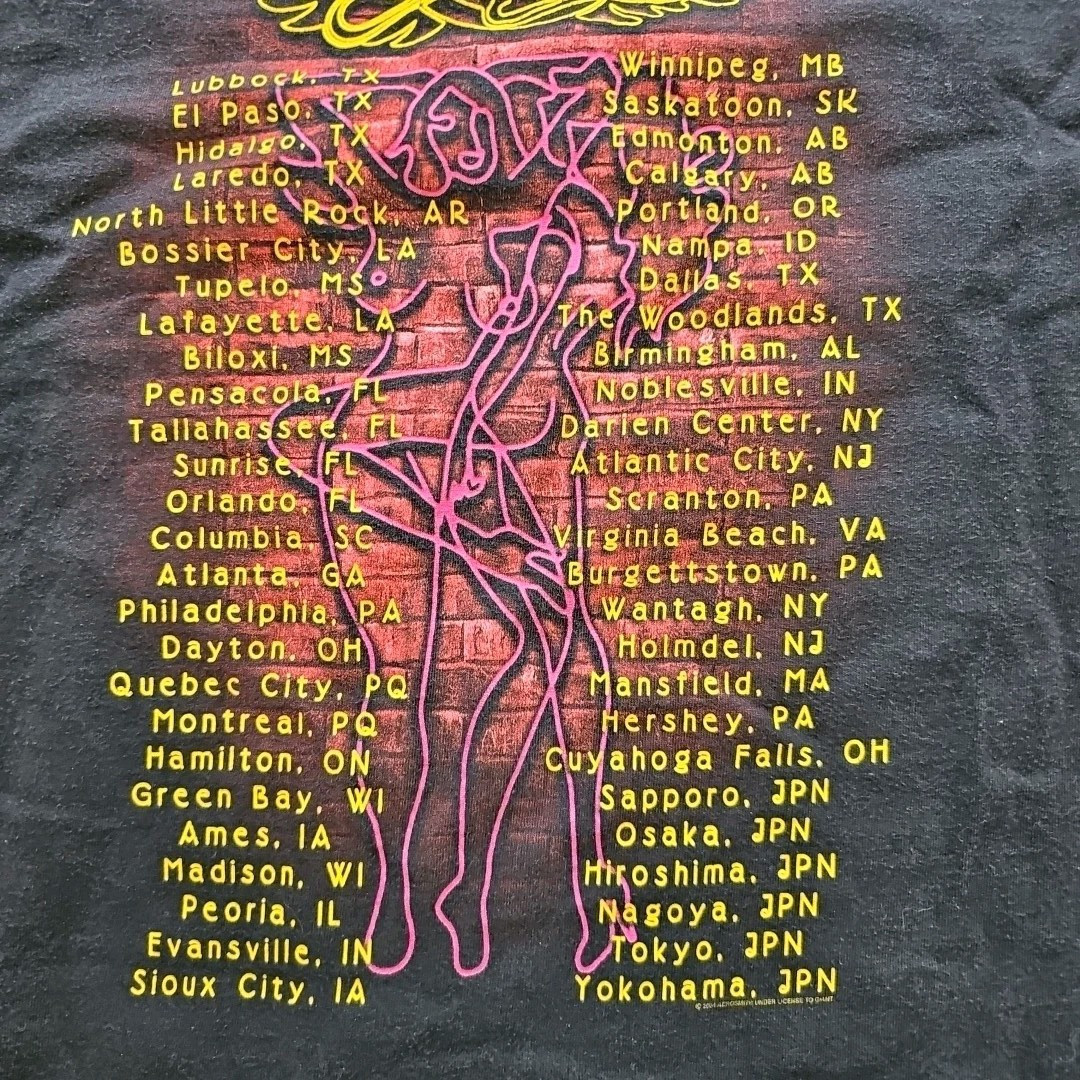 Lubbock, TX
El Paso, TX
Hidalgo, TX
Laredo, TX
North Little Rock, AR
Bossier City, LA
Tupelo, MS
Lafayette, LA
Biloxi, MS
Pensacola, FL
Tallahassee, FL
Sunrise, FL
Orlando, FL
Columbia, SC
Atlanta, GA
Philadelphia, PA
Dayton, OH
Quebec City, PQ
Montreal, PQ
Hamilton, ON
Green Bay, WI
Ames, IA
Madison, WI
Peoria, IL
Evansville, IN
Sioux City, IA
Winnipeg, MB
Saskatoon, SK
Edmonton, AB
Calgary, AB
Portland, OR
Nampa, ID
Dallas, TX
The Woodlands, TX
Birmingham, AL
Noblesville, IN
Darien Center, NY
Atlantic City, NJ
Scranton, PA
Virginia Beach, VA
Burgettstown, PA
Wantagh, NY
Holmdel, NJ
Mansfield, MA
Hershey, PA
Cuyahoga Falls, OH
Sapporo, JPN
Osaka, JPN
Hiroshima, JPN
Nagoya, JPN
Tokyo, JPN
Yokohama, JPN
© 2004 AEROSMITH UNDER LICENSE TO GIANT